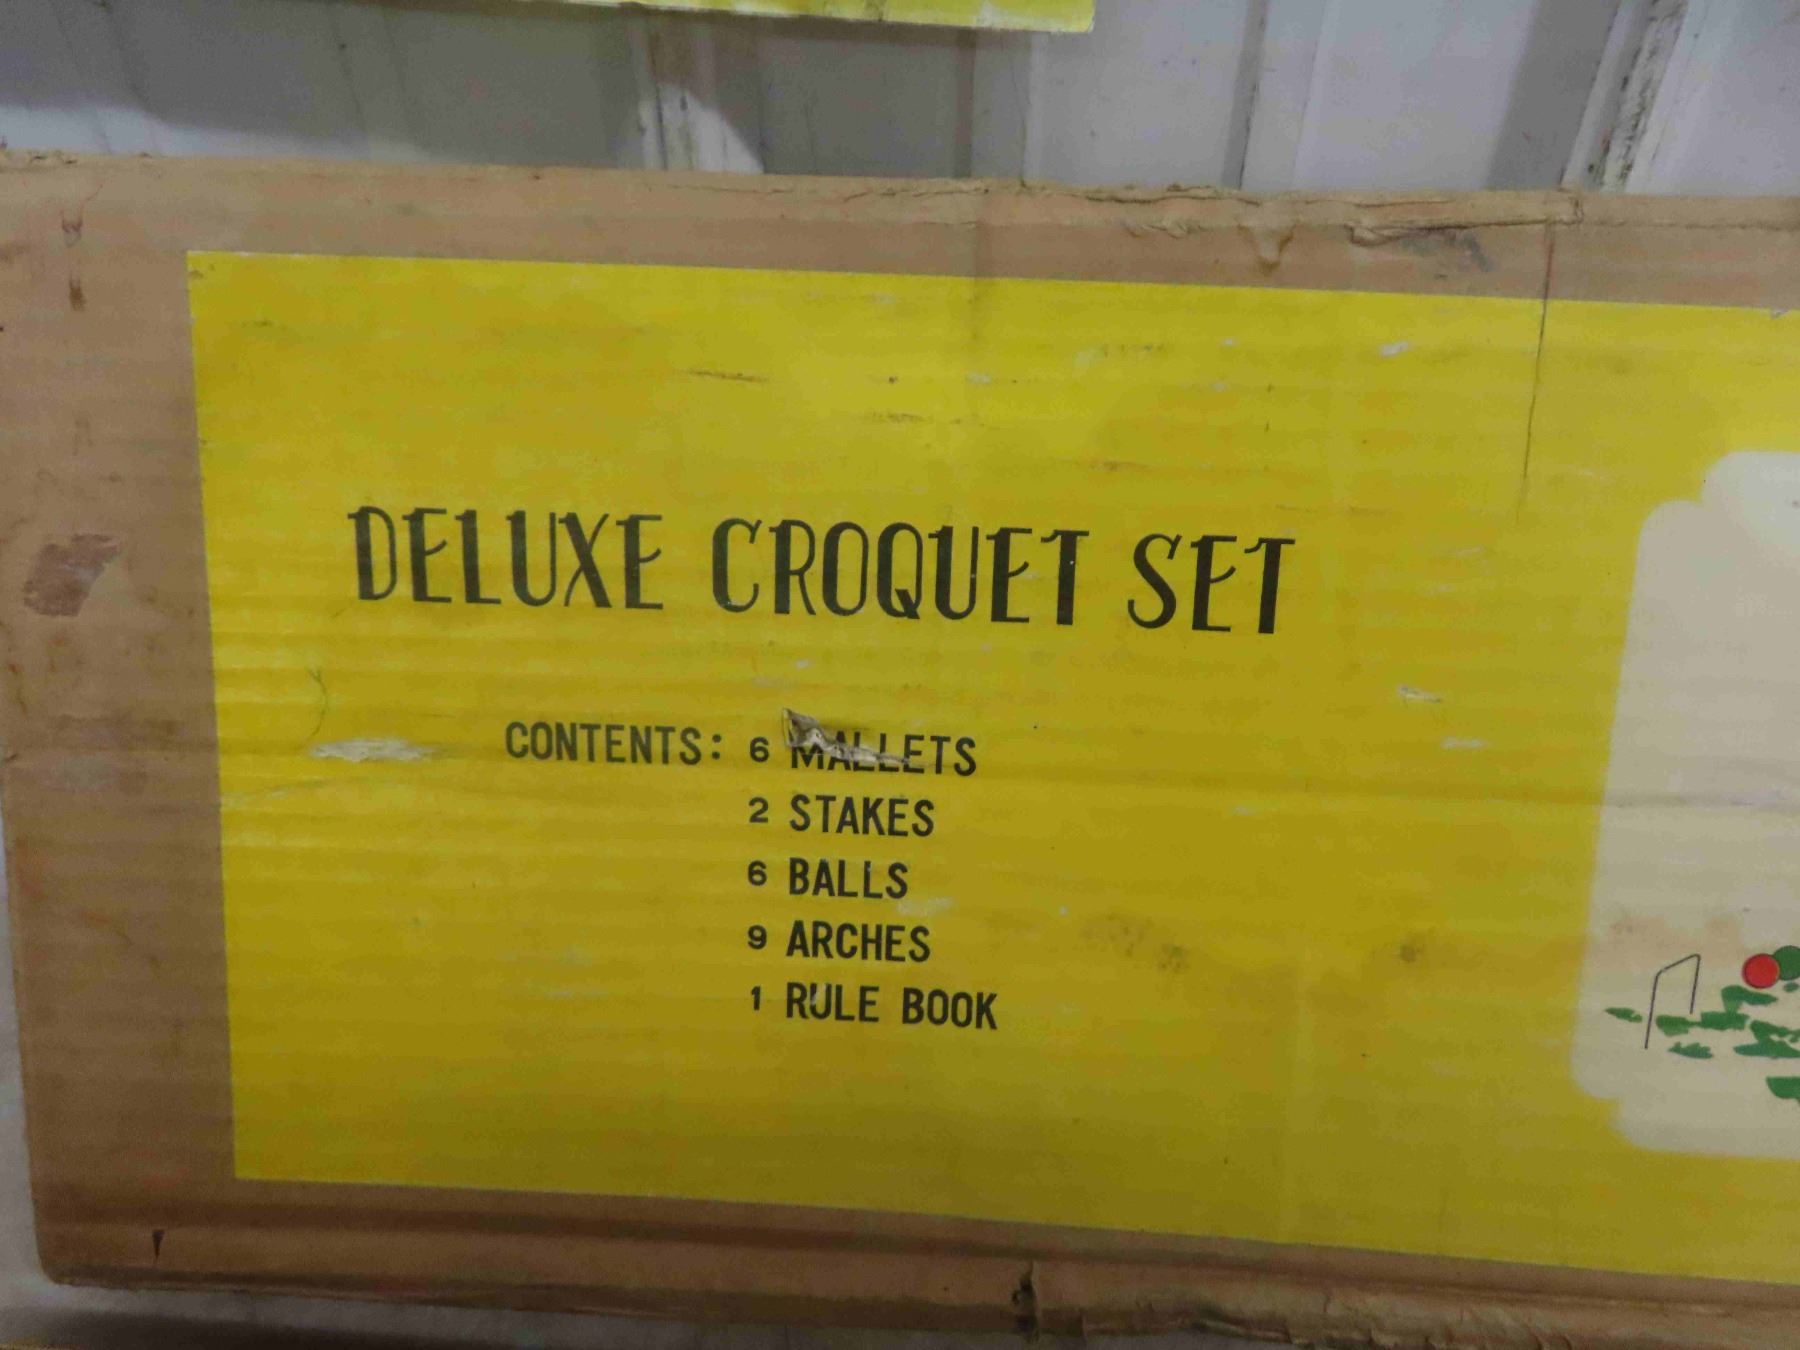 DELUXE CROQUET SET
CONTENTS: 6 MALLETS
2 STAKES
6 BALLS
9 ARCHES
1 RULE BOOK